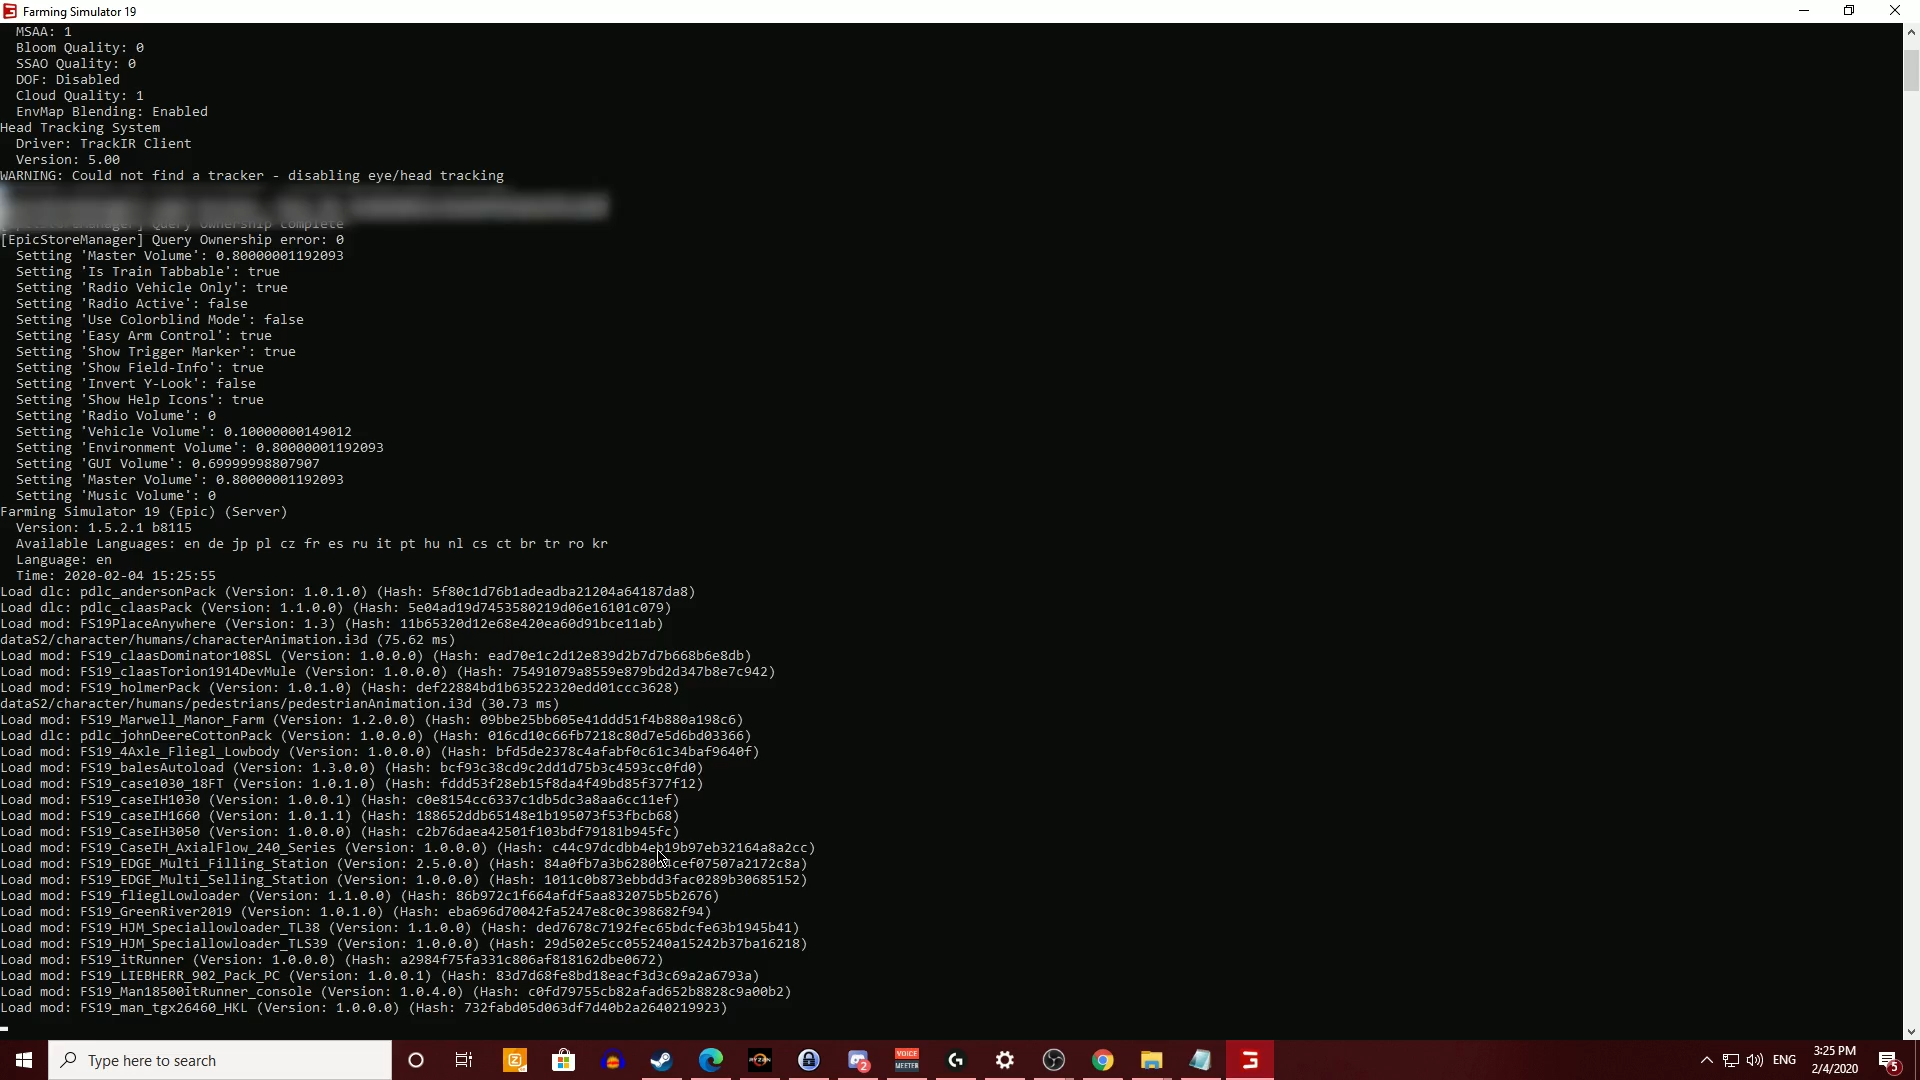 Farming Simulator 19
MSAA: 1
Bloom Quality: 0
SSAO Quality: 0
DOF: Disabled
Cloud Quality: 1
EnvMap Blending: Enabled
Head Tracking System
Driver: TrackIR Client
Version: 5.00
WARNING: Could not find a tracker - disabling eye/head tracking
[EpicStoreManager] Query Ownership complete
[EpicStoreManager] Query Ownership error: 0
Setting 'Master Volume': 0.80000001192093
Setting 'Is Train Tabbable': true
Setting 'Radio Vehicle Only': true
Setting 'Radio Active': false
Setting 'Use Colorblind Mode': false
Setting 'Easy Arm Control': true
Setting 'Show Trigger Marker': true
Setting 'Show Field-Info': true
Setting 'Invert Y-Look': false
Setting 'Show Help Icons': true
Setting 'Radio Volume': 0
Setting 'Vehicle Volume': 0.10000000149012
Setting 'Environment Volume': 0.80000001192093
Setting 'GUI Volume': 0.69999998807907
Setting 'Master Volume': 0.80000001192093
Setting 'Music Volume': 0
Farming Simulator 19 (Epic) (Server)
Version: 1.5.2.1 b8115
Available Languages: en de jp pl cz fr es ru it pt hu nl cs ct br tr ro kr
Language: en
Time: 2020-02-04 15:25:55
Load dlc: pdlc_andersonPack (Version: 1.0.1.0) (Hash: 5f80c1d76b1adeadba21204a64187da8)
Load dlc: pdlc_claasPack (Version: 1.1.0.0) (Hash: 5e04ad19d7453580219d06e16101c079)
Load mod: FS19PlaceAnywhere (Version: 1.3) (Hash: 11b65320d12e68e420ea60d91bce11ab)
dataS2/character/humans/characterAnimation.i3d (75.62 ms)
Load mod: FS19_claasDominator108SL (Version: 1.0.0.0) (Hash: ead70e1c2d12e839d2b7d7b668b6e8db)
Load mod: FS19_claasTorion1914DevMule (Version: 1.0.0.0) (Hash: 75491079a8559e879bd2d347b8e7c942)
Load mod: FS19_holmerPack (Version: 1.0.1.0) (Hash: def22884bd1b63522320edd01ccc3628)
dataS2/character/humans/pedestrians/pedestrianAnimation.i3d (30.73 ms)
Load mod: FS19_Marwell_Manor_Farm (Version: 1.2.0.0) (Hash: 09bbe25bb605e41ddd51f4b880a198c6)
Load dlc: pdlc_johnDeereCottonPack (Version: 1.0.0.0) (Hash: 016cd10c66fb7218c80d7e5d6bd03366)
Load mod: FS19_4Axle_Fliegl_Lowbody (Version: 1.0.0.0) (Hash: bfd5de2378c4afabf0c61c34baf9640f)
Load mod: FS19_balesAutoload (Version: 1.3.0.0) (Hash: bcf93c38cd9c2dd1d75b3c4593cc0fd0)
Load mod: FS19_case1030_18FT (Version: 1.0.1.0) (Hash: fddd53f28eb15f8da4f49bd85f377f12)
Load mod: FS19_caseIH1030 (Version: 1.0.0.1) (Hash: c0e8154cc6337c1db5dc3a8aa6cc11ef)
Load mod: FS19_caseIH1660 (Version: 1.0.1.1) (Hash: 188652ddb65148e1b195073f53fbcb68)
Load mod: FS19_CaseIH3050 (Version: 1.0.0.0) (Hash: c2b76daea42501f103bdf79181b945fc)
Load mod: FS19_CaseIH_AxialFlow_240_Series (Version: 1.0.0.0) (Hash: c44c97dcdbb4eb19b97eb32164a8a2cc)
Load mod: FS19_EDGE_Multi_Filling_Station (Version: 2.5.0.0) (Hash: 84a0fb7a3b6280b4cef07507a2172c8a)
Load mod: FS19_EDGE_Multi_Selling_Station (Version: 1.0.0.0) (Hash: 1011c0b873ebbdd3fac0289b30685152)
Load mod: FS19_flieglLowloader (Version: 1.1.0.0) (Hash: 86b972c1f664afdf5aa832075b5b2676)
Load mod: FS19_GreenRiver2019 (Version: 1.0.1.0) (Hash: eba696d70042fa5247e8c0c398682f94)
Load mod: FS19_HJM_Speciallowloader_TL38 (Version: 1.1.0.0) (Hash: ded7678c7192fec65bdcfe63b1945b41)
Load mod: FS19_HJM_Speciallowloader_TLS39 (Version: 1.0.0.0) (Hash: 29d502e5cc055240a15242b37ba16218)
Load mod: FS19_itRunner (Version: 1.0.0.0) (Hash: a2984f75fa331c806af818162dbe0672)
Load mod: FS19_LIEBHERR_902_Pack_PC (Version: 1.0.0.1) (Hash: 83d7d68fe8bd18eacf3d3c69a2a6793a)
Load mod: FS19_Man18500itRunner_console (Version: 1.0.4.0) (Hash: c0fd79755cb82afad652b8828c9a00b2)
Load mod: FS19_man_tgx26460_HKL (Version: 1.0.0.0) (Hash: 732fabd05d063df7d40b2a2640219923)
Type here to search
RYZEN
2
VOICE
MEETER
ENG
3:25 PM
2/4/2020
5